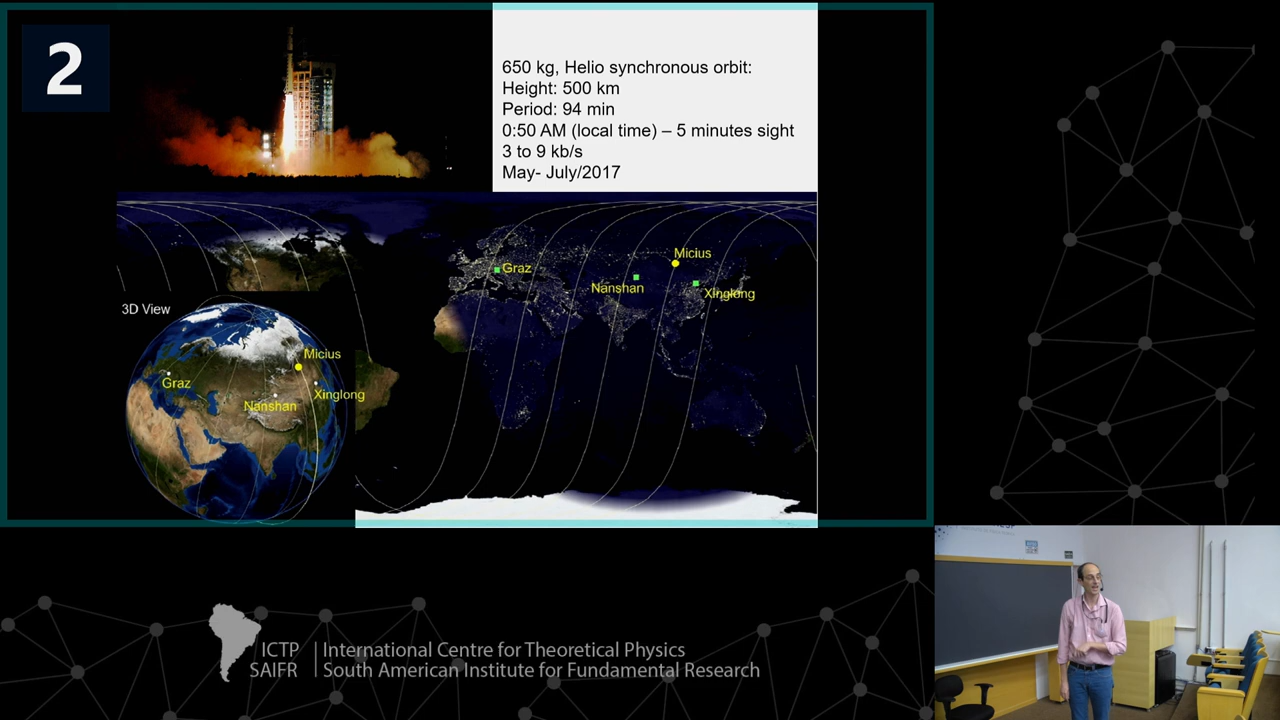 2
650 kg, Helio synchronous orbit:
Height: 500 km
Period: 94 min
0:50 AM (local time) – 5 minutes sight
3 to 9 kb/s
May- July/2017
Micius
Graz
Nanshan
Xinglong
3D View
Micius
Graz
Xinglong
Nanshan
ICTP
SAIFR
International Centre for Theoretical Physics
South American Institute for Fundamental Research